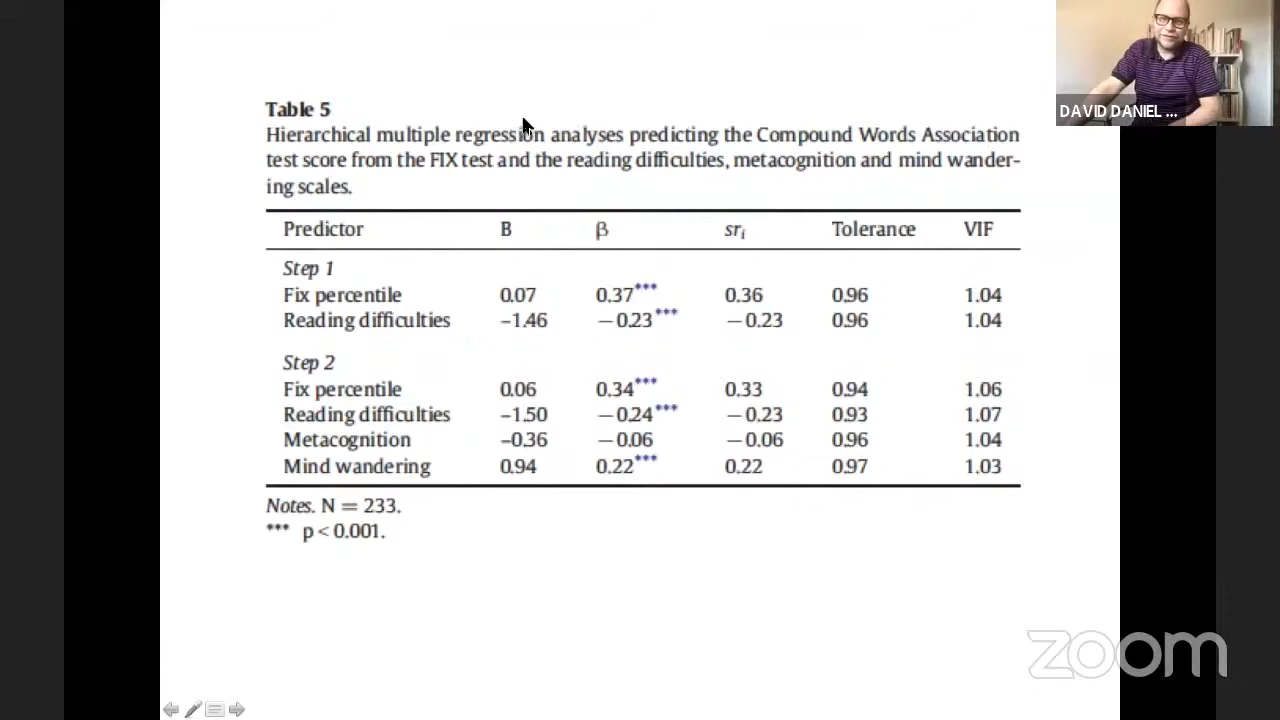 Table 5
Hierarchical multiple regression analyses predicting the Compound Words Association
test score from the FIX test and the reading difficulties, metacognition and mind wander-
ing scales.
Predictor B β sri Tolerance VIF
Step 1
Fix percentile 0.07 0.37*** 0.36 0.96 1.04
Reading difficulties –1.46 −0.23*** −0.23 0.96 1.04
Step 2
Fix percentile 0.06 0.34*** 0.33 0.94 1.06
Reading difficulties –1.50 −0.24*** −0.23 0.93 1.07
Metacognition –0.36 −0.06 −0.06 0.96 1.04
Mind wandering 0.94 0.22*** 0.22 0.97 1.03
Notes. N = 233.
*** p < 0.001.
DAVID DANIEL ...
zoom